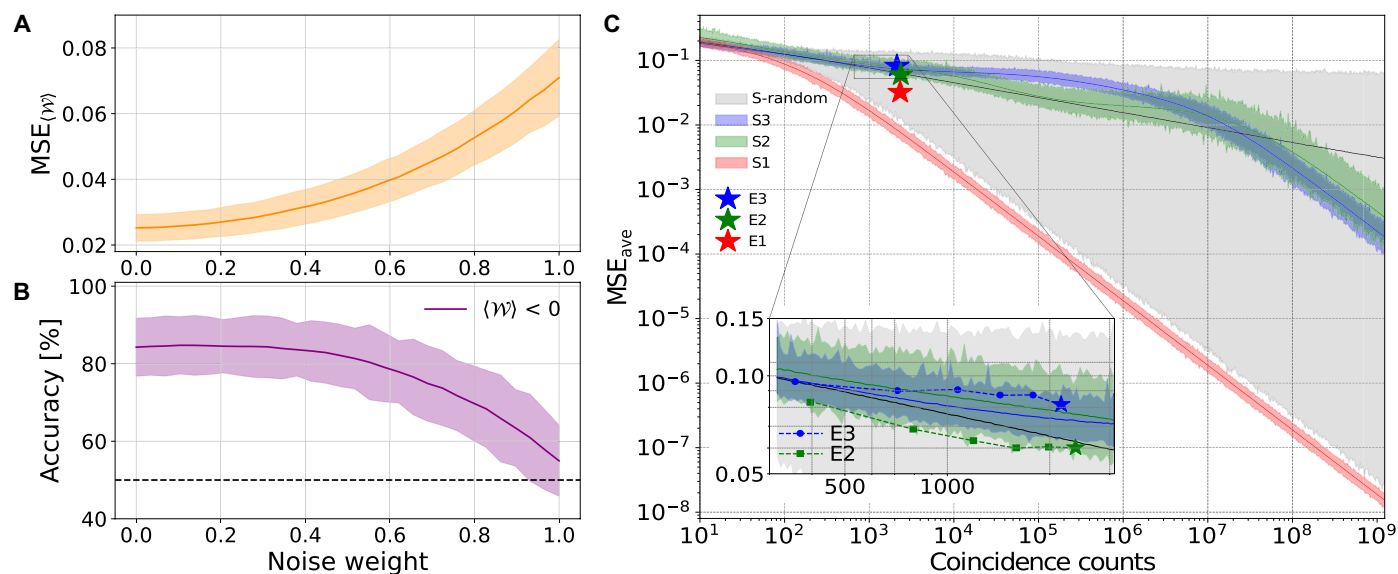 A
0.08
0.06
0.04
0.02
MSE⟨𝒲⟩
0.0 0.2 0.4 0.6 0.8 1.0
B
100
80
60
40
Accuracy [%]
⟨𝒲⟩ < 0
0.0 0.2 0.4 0.6 0.8 1.0
Noise weight
C
10⁻¹
10⁻²
10⁻³
10⁻⁴
10⁻⁵
10⁻⁶
10⁻⁷
10⁻⁸
MSEave
S-random
S3
S2
S1
E3
E2
E1
0.15
0.10
0.05
E3
E2
500 1000
10¹ 10² 10³ 10⁴ 10⁵ 10⁶ 10⁷ 10⁸ 10⁹
Coincidence counts